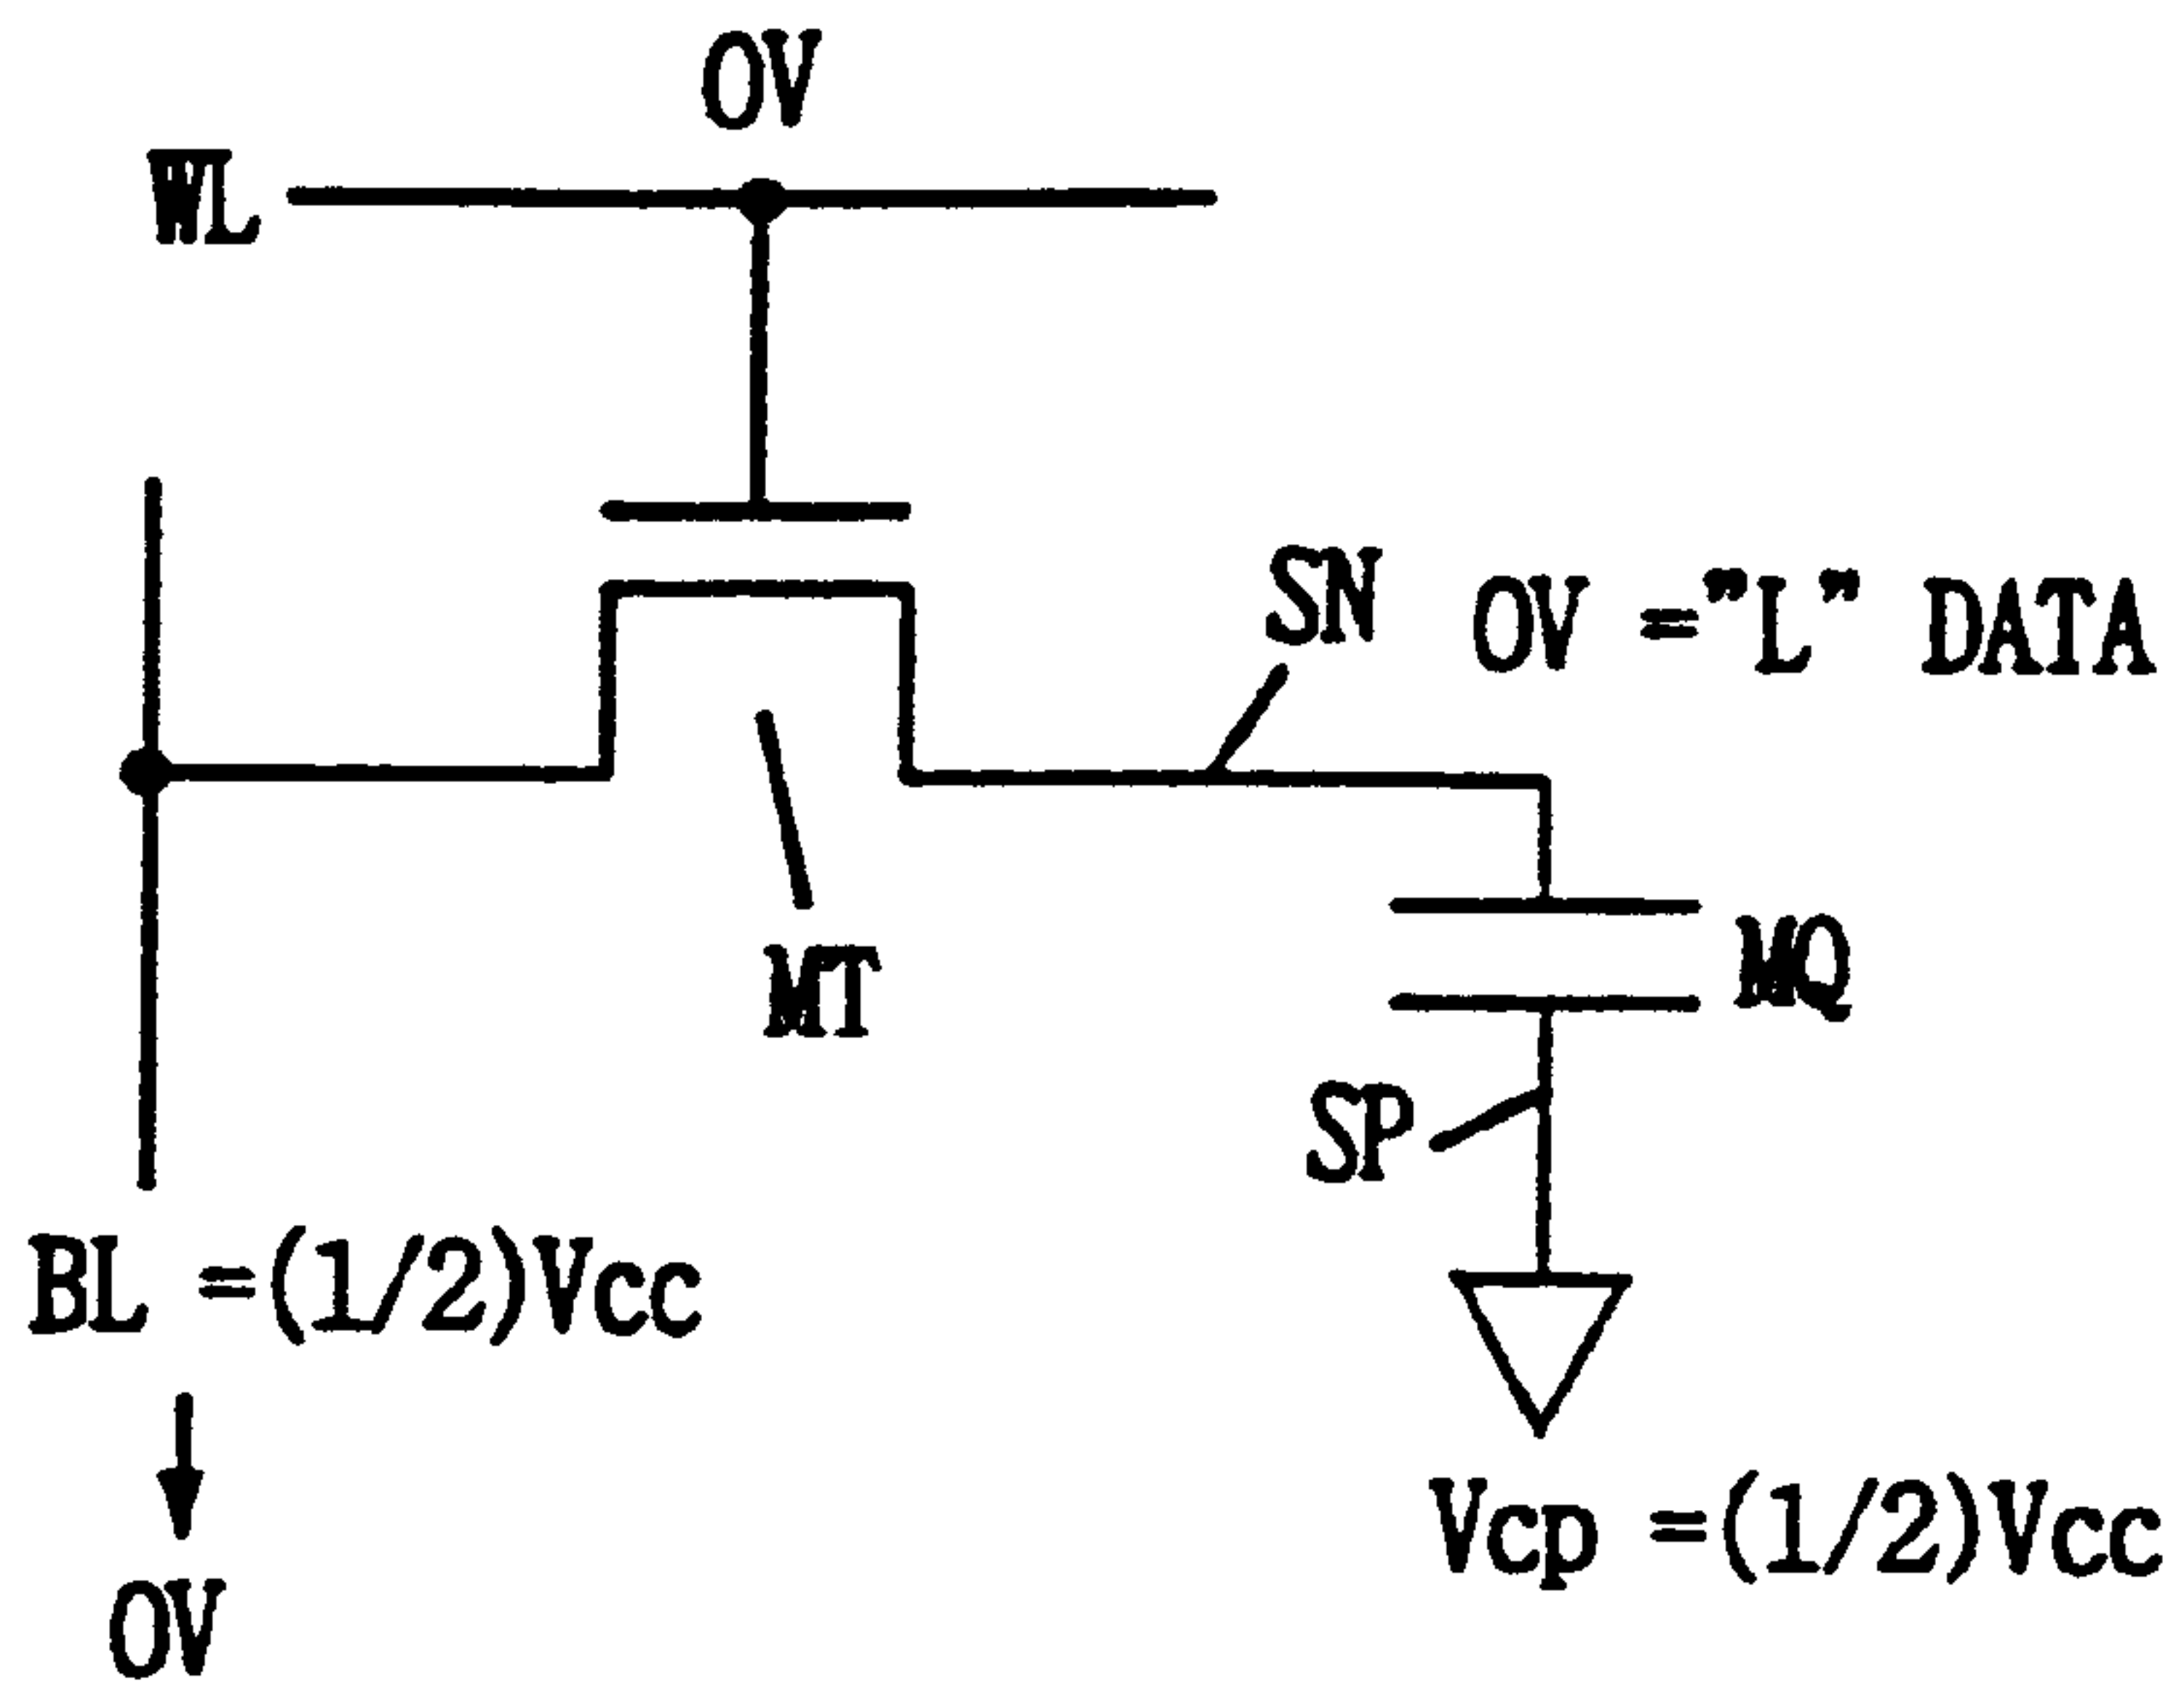 0V
WL
SN
0V ="L" DATA
MT
MQ
SP
BL =(1/2)Vcc
0V
Vcp =(1/2)Vcc